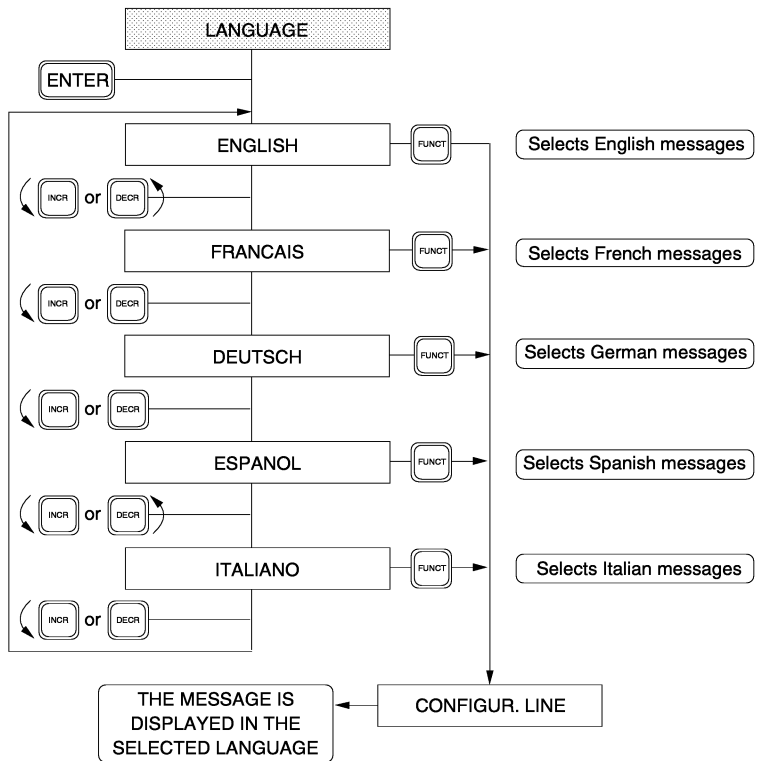 LANGUAGE
ENTER
ENGLISH FUNCT Selects English messages
INCR or DECR
FRANCAIS FUNCT Selects French messages
INCR or DECR
DEUTSCH FUNCT Selects German messages
INCR or DECR
ESPANOL FUNCT Selects Spanish messages
INCR or DECR
ITALIANO FUNCT Selects Italian messages
INCR or DECR
CONFIGUR. LINE
THE MESSAGE IS
DISPLAYED IN THE
SELECTED LANGUAGE